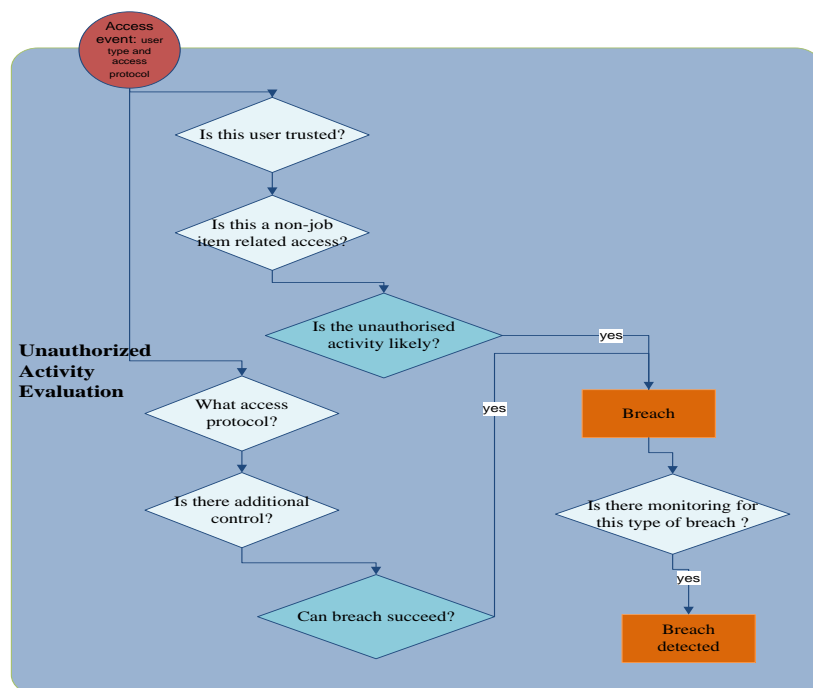 Access
event: user
type and
access
protocol
Is this user trusted?
Is this a non-job
item related access?
Is the unauthorised
activity likely?
yes
Unauthorized
Activity
Evaluation
What access
protocol?
yes
Breach
Is there additional
control?
Is there monitoring for
this type of breach ?
yes
Can breach succeed?
Breach
detected